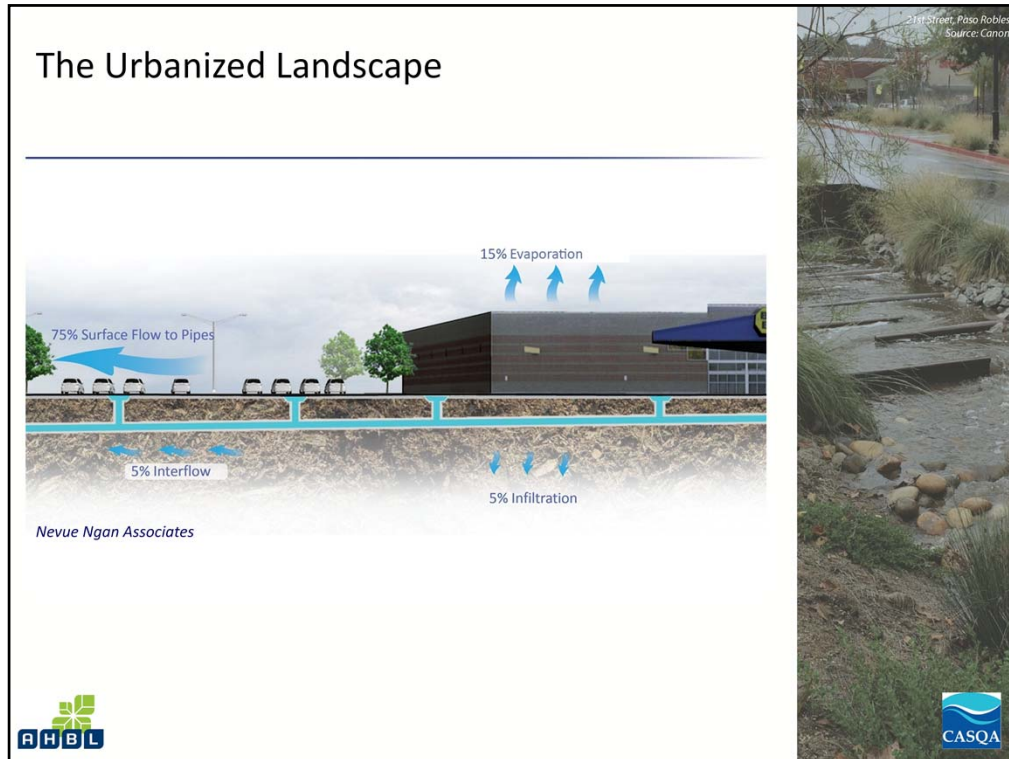 21st Street, Paso Robles
Source: Canon
The Urbanized Landscape
15% Evaporation
75% Surface Flow to Pipes
5% Interflow
5% Infiltration
Nevue Ngan Associates
AHBL
CASQA